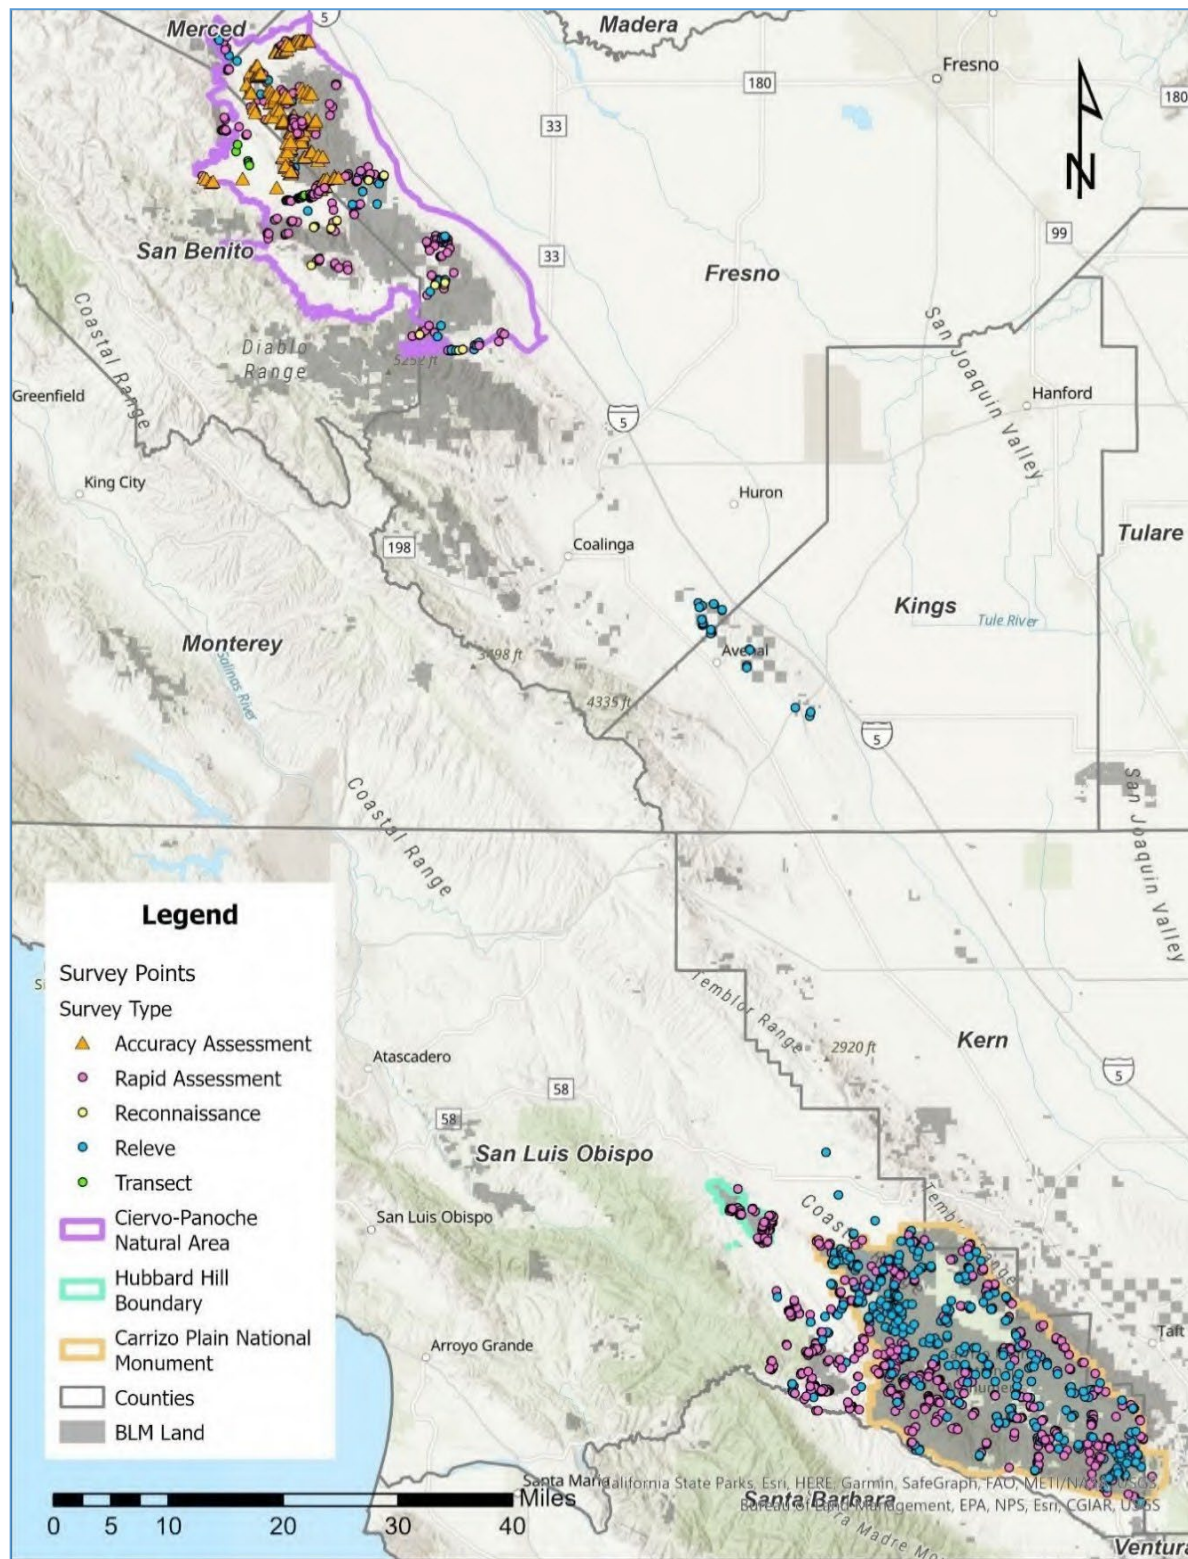 Merced
5
Madera
Fresno
180
180
33
N
San Benito
33
99
Fresno
Coastal Range
Diablo
Range
5252 ft
San Joaquin Valley
Greenfield
5
Hanford
King City
Huron
Tulare
198
Coalinga
Kings
Tule River
Monterey
Salinas River
Avenal
4335 ft
5
Coastal Range
San Joaquin Valley
Legend
Survey Points
Survey Type
Accuracy Assessment
Rapid Assessment
Reconnaissance
Releve
Transect
Ciervo-Panoche
Natural Area
Hubbard Hill
Boundary
Carrizo Plain National
Monument
Counties
BLM Land
Temblor Range
Kern
2920 ft
Atascadero
5
58
58
San Luis Obispo
San Luis Obispo
Arroyo Grande
Taft
Santa Maria
California State Parks, Esri, HERE, Garmin, SafeGraph, FAO, METI/NASA, USGS,
Bureau of Land Management, EPA, NPS, Esri, CGIAR, USGS
Santa Barbara
Miles
0 5 10 20 30 40
Ventura